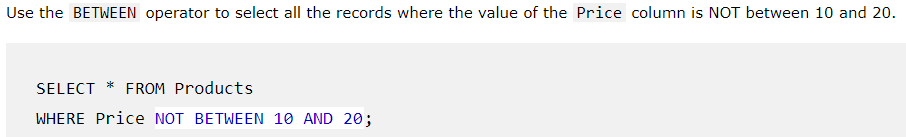 Use the BETWEEN operator to select all the records where the value of the Price column is NOT between 10 and 20.
SELECT * FROM Products
WHERE Price NOT BETWEEN 10 AND 20;